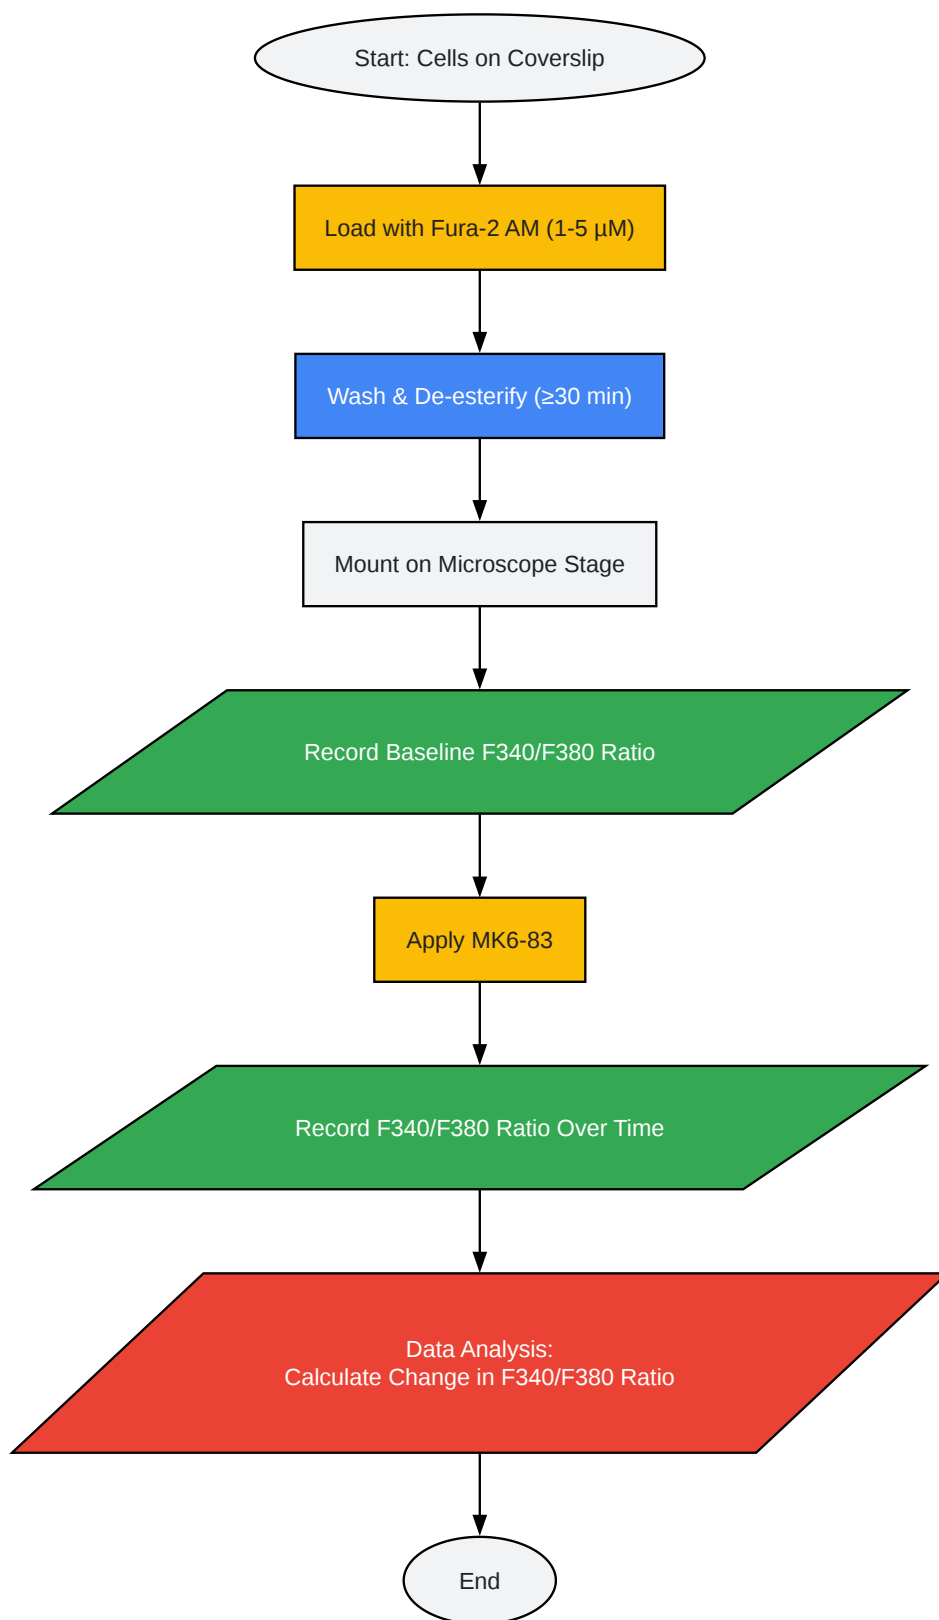 Start: Cells on Coverslip
Load with Fura-2 AM (1-5 µM)
Wash & De-esterify (≥30 min)
Mount on Microscope Stage
Record Baseline F340/F380 Ratio
Apply MK6-83
Record F340/F380 Ratio Over Time
Data Analysis:
Calculate Change in F340/F380 Ratio
End